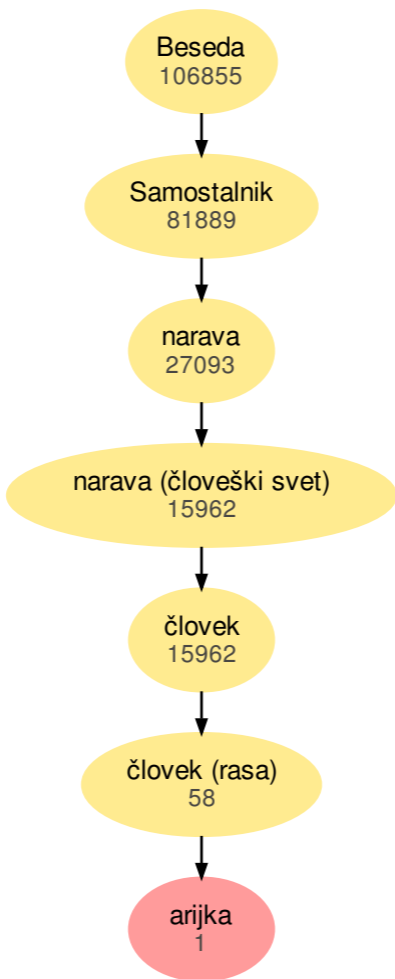 Beseda
106855
Samostalnik
81889
narava
27093
narava (človeški svet)
15962
človek
15962
človek (rasa)
58
arijka
1